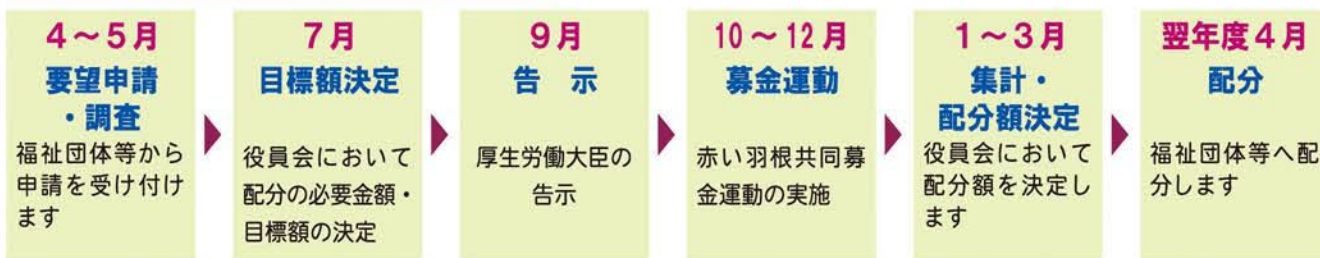 4～5月
要望申請
・調査
福祉団体等から
申請を受け付け
ます
7月
目標額決定
役員会において
配分の必要金額・
目標額の決定
9月
告　示
厚生労働大臣の
告示
10～12月
募金運動
赤い羽根共同募
金運動の実施
1～3月
集計・
配分額決定
役員会において
配分額を決定し
ます
翌年度4月
配分
福祉団体等へ配
分します